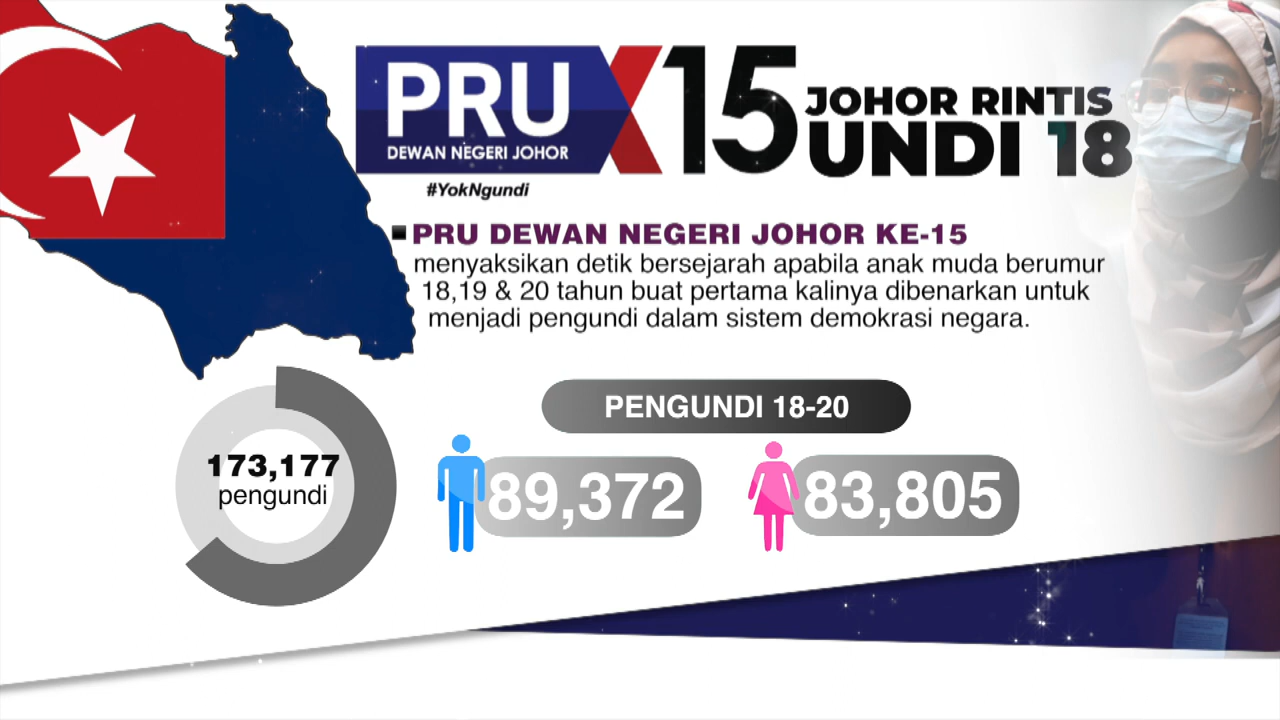 PRU
DEWAN NEGERI JOHOR
15
JOHOR RINTIS
UNDI 18
#YokNgundi
PRU DEWAN NEGERI JOHOR KE-15
menyaksikan detik bersejarah apabila anak muda berumur
18,19 & 20 tahun buat pertama kalinya dibenarkan untuk
menjadi pengundi dalam sistem demokrasi negara.
PENGUNDI 18-20
173,177
pengundi
89,372
83,805